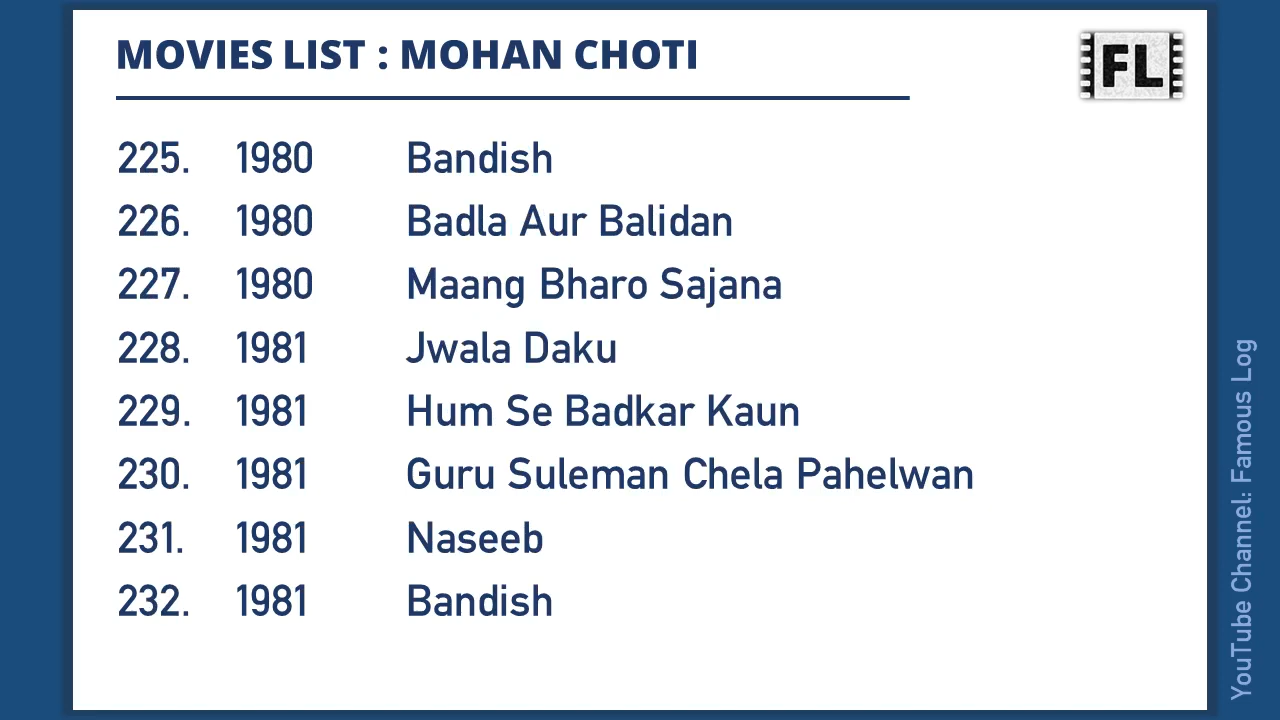 MOVIES LIST : MOHAN CHOTI
FL
225. 1980 Bandish
226. 1980 Badla Aur Balidan
227. 1980 Maang Bharo Sajana
228. 1981 Jwala Daku
229. 1981 Hum Se Badkar Kaun
230. 1981 Guru Suleman Chela Pahelwan
231. 1981 Naseeb
232. 1981 Bandish
YouTube Channel: Famous Log